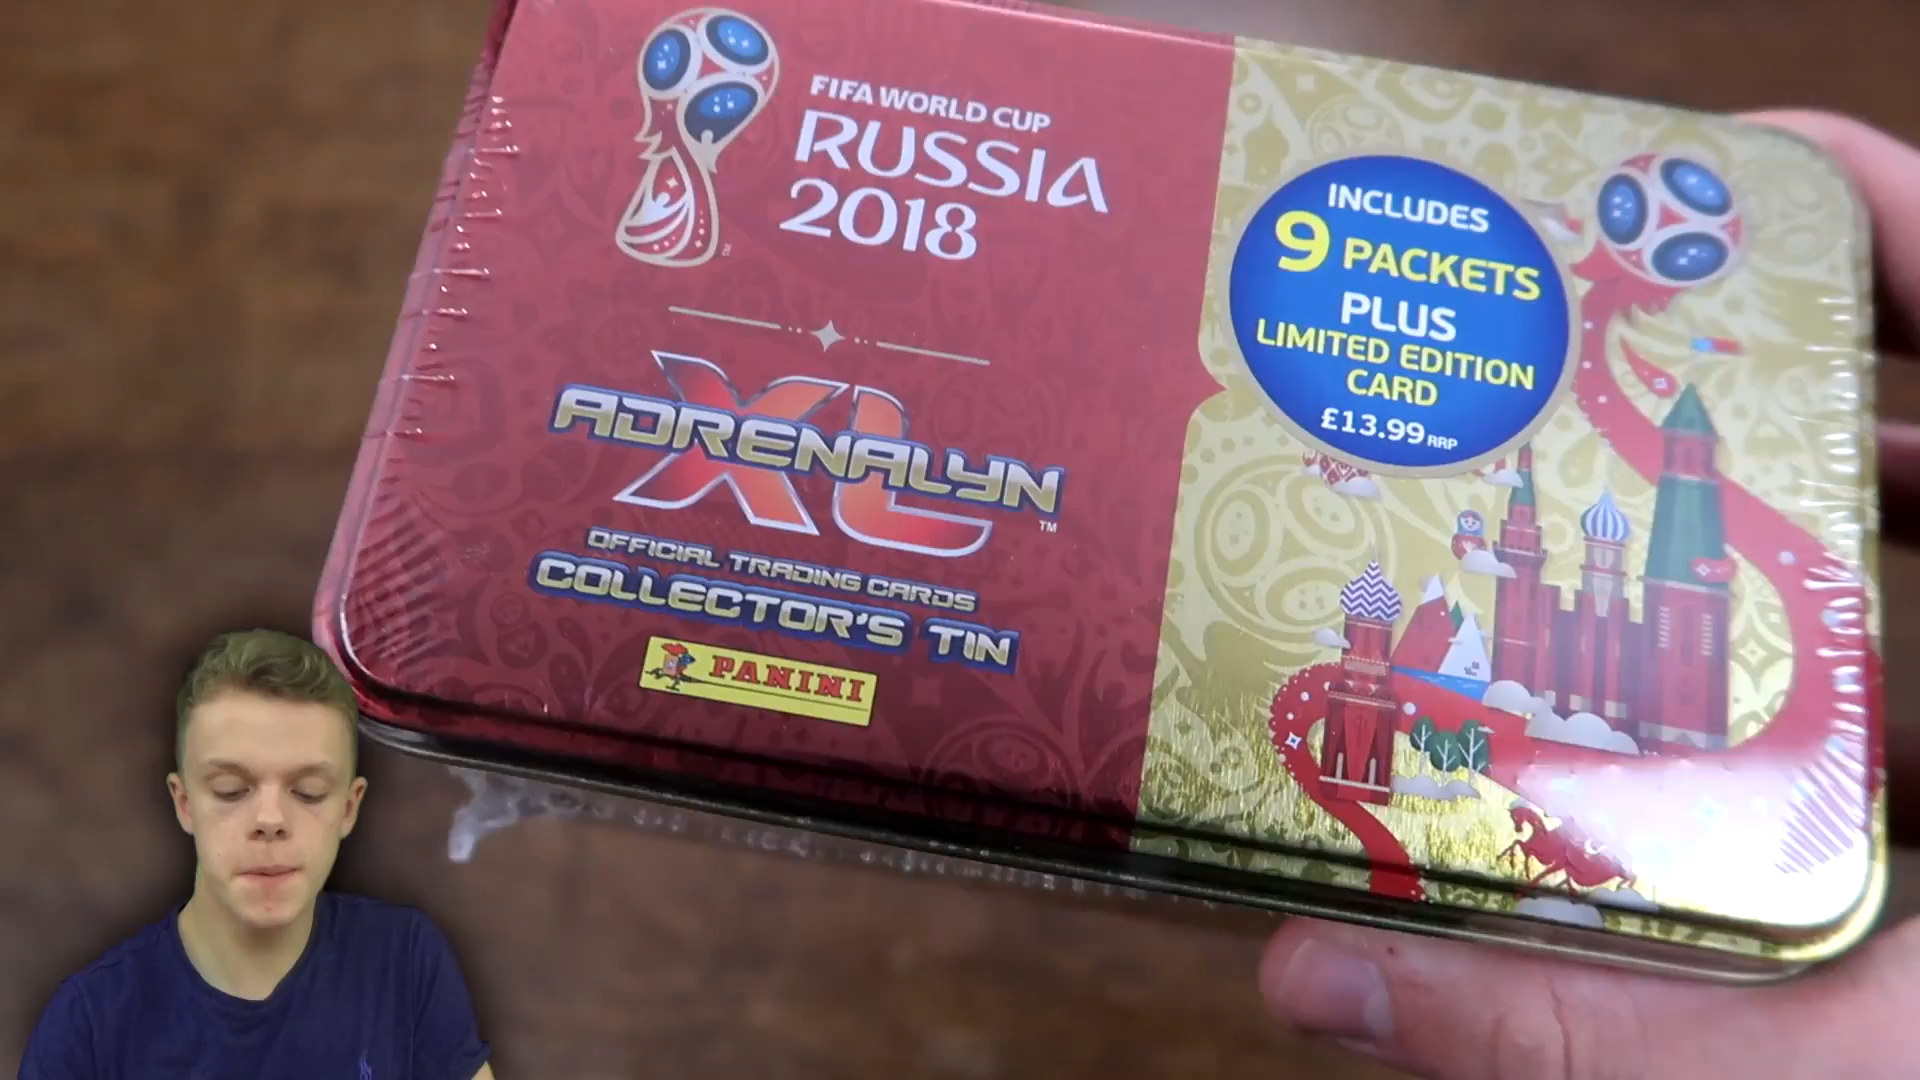 FIFA WORLD CUP
RUSSIA
2018
XL
ADRENALYN
TM
OFFICIAL TRADING CARDS
COLLECTOR'S TIN
PANINI
INCLUDES
9 PACKETS
PLUS
LIMITED EDITION
CARD
£13.99 RRP